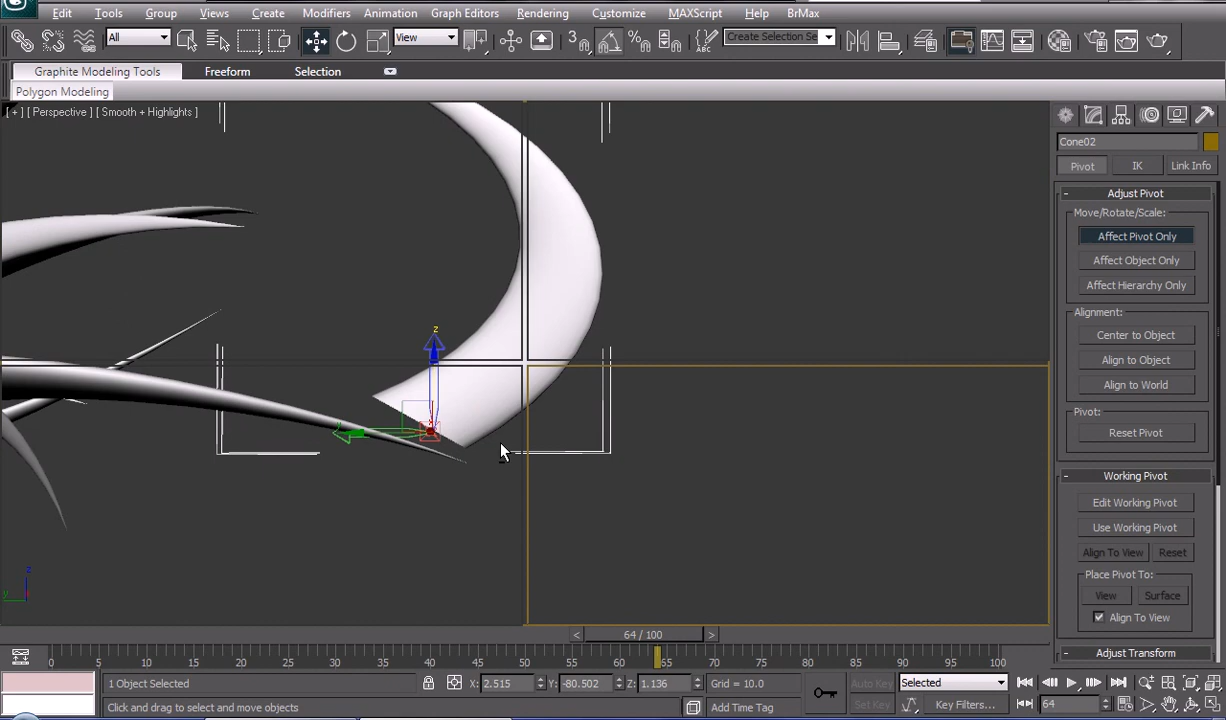 Edit Tools Group Views Create Modifiers Animation Graph Editors Rendering Customize MAXScript Help BrMax
All View 3 Create Selection Se
Graphite Modeling Tools Freeform Selection
Polygon Modeling
[ + ] [ Perspective ] [ Smooth + Highlights ]
Cone02
Pivot IK Link Info
- Adjust Pivot
Move/Rotate/Scale:
Affect Pivot Only
Affect Object Only
Affect Hierarchy Only
Alignment:
Center to Object
Align to Object
Align to World
Pivot:
Reset Pivot
- Working Pivot
Edit Working Pivot
Use Working Pivot
Align To View Reset
Place Pivot To:
View Surface
Align To View
- Adjust Transform
z
z
y
< 64 / 100 >
0 5 10 15 20 25 30 35 40 45 50 55 60 65 70 75 80 85 90 95 100
1 Object Selected X: 2.515 Y: -80.502 Z: 1.136 Grid = 10.0 Auto Key Selected
Click and drag to select and move objects Add Time Tag Set Key Key Filters... 64